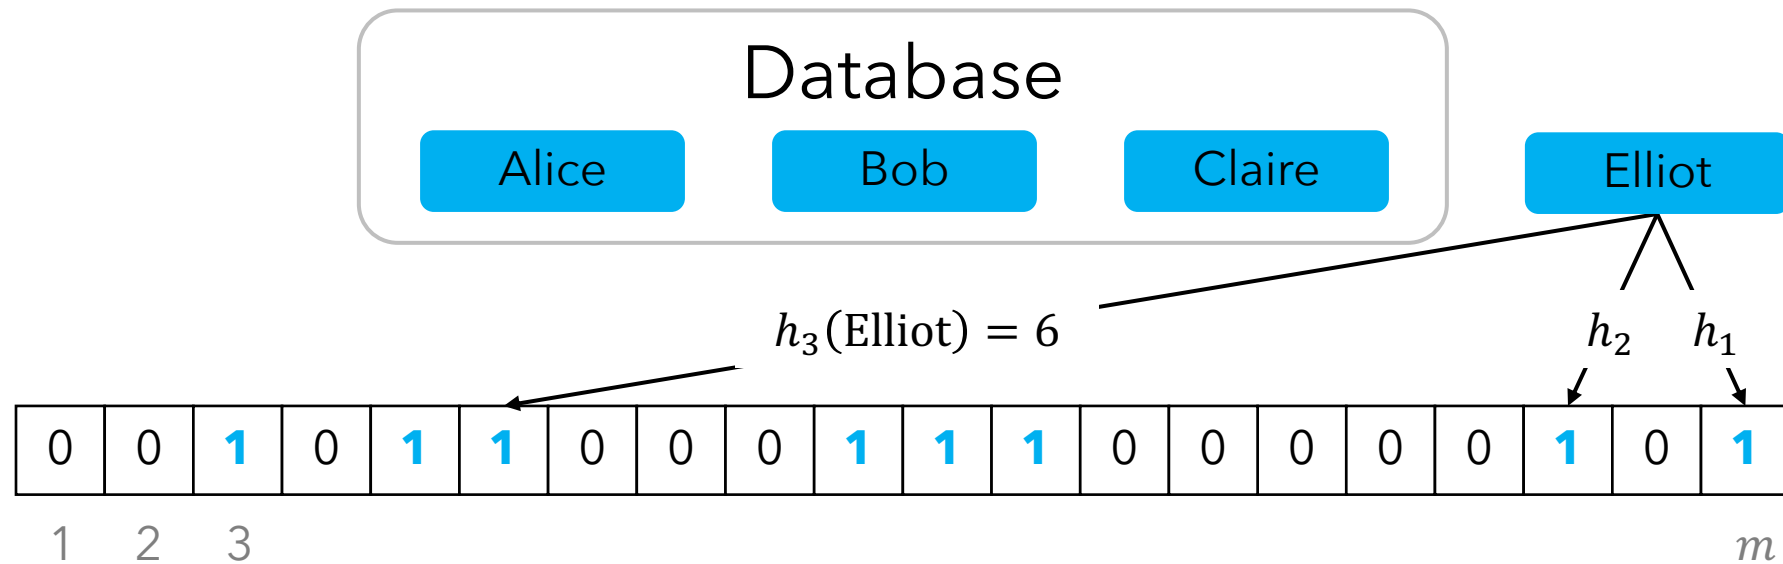 Database
Alice Bob Claire Elliot
h₃(Elliot) = 6 h₂ h₁
0 0 1 0 1 1 0 0 0 1 1 1 0 0 0 0 0 1 0 1
1 2 3 m